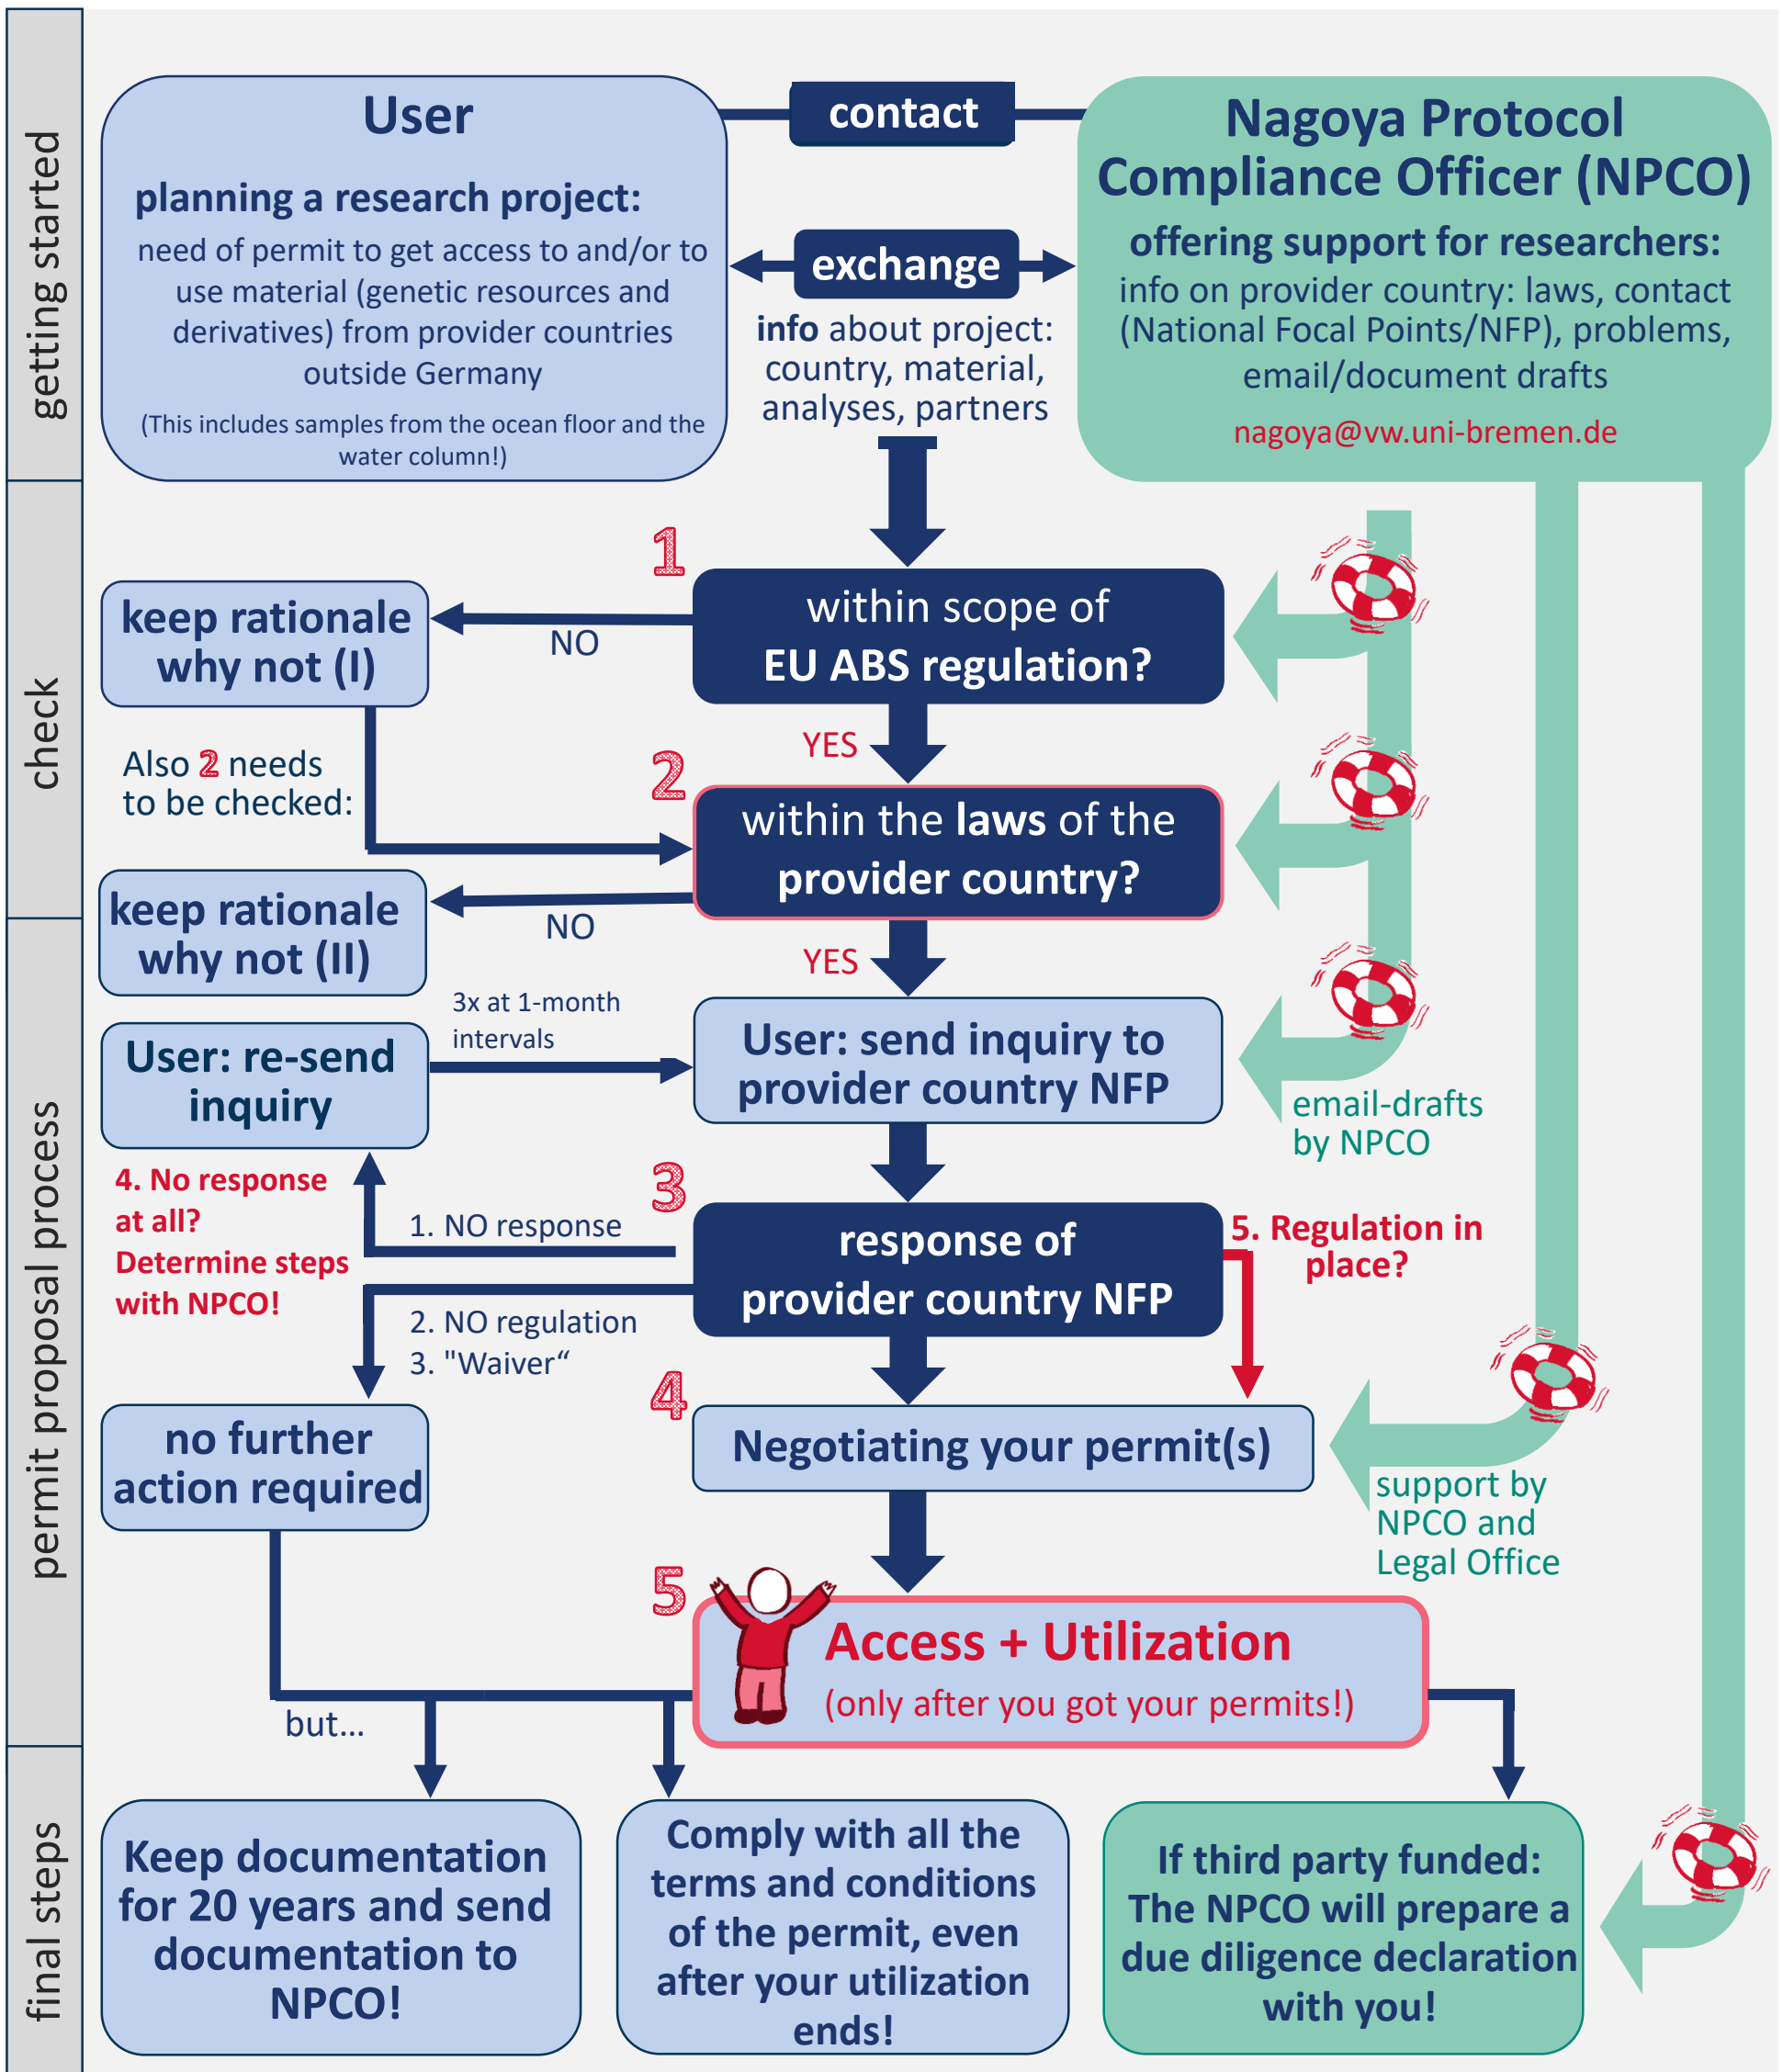 getting started
User
planning a research project:
need of permit to get access to and/or to
use material (genetic resources and
derivatives) from provider countries
outside Germany
(This includes samples from the ocean floor and the
water column!)
contact
exchange
info about project:
country, material,
analyses, partners
Nagoya Protocol
Compliance Officer (NPCO)
offering support for researchers:
info on provider country: laws, contact
(National Focal Points/NFP), problems,
email/document drafts
nagoya@vw.uni-bremen.de
check
1
within scope of
EU ABS regulation?
NO
keep rationale
why not (I)
Also 2 needs
to be checked:
YES
2
within the laws of the
provider country?
NO
keep rationale
why not (II)
YES
permit proposal process
3x at 1-month
intervals
User: re-send
inquiry
User: send inquiry to
provider country NFP
email-drafts
by NPCO
4. No response
at all?
Determine steps
with NPCO!
1. NO response
3
response of
provider country NFP
5. Regulation in
place?
2. NO regulation
3. "Waiver“
no further
action required
4
Negotiating your permit(s)
support by
NPCO and
Legal Office
5
Access + Utilization
(only after you got your permits!)
but...
final steps
Keep documentation
for 20 years and send
documentation to
NPCO!
Comply with all the
terms and conditions
of the permit, even
after your utilization
ends!
If third party funded:
The NPCO will prepare a
due diligence declaration
with you!